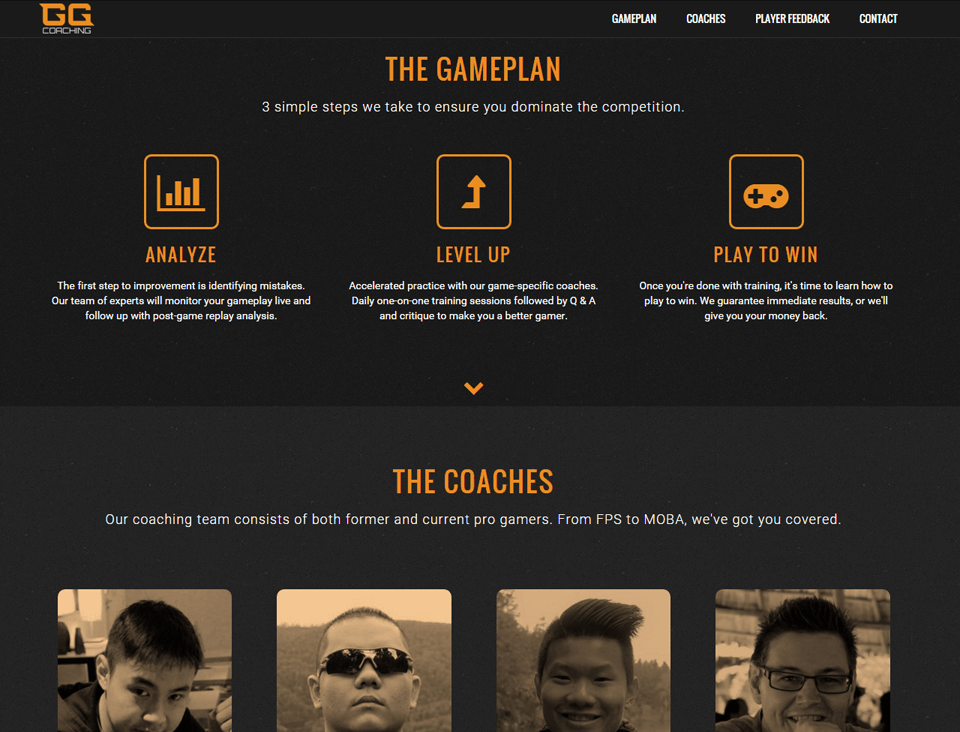 GG
COACHING
GAMEPLAN COACHES PLAYER FEEDBACK CONTACT
THE GAMEPLAN
3 simple steps we take to ensure you dominate the competition.
ANALYZE
The first step to improvement is identifying mistakes.
Our team of experts will monitor your gameplay live and
follow up with post-game replay analysis.
LEVEL UP
Accelerated practice with our game-specific coaches.
Daily one-on-one training sessions followed by Q & A
and critique to make you a better gamer.
PLAY TO WIN
Once you're done with training, it's time to learn how to
play to win. We guarantee immediate results, or we'll
give you your money back.
THE COACHES
Our coaching team consists of both former and current pro gamers. From FPS to MOBA, we've got you covered.